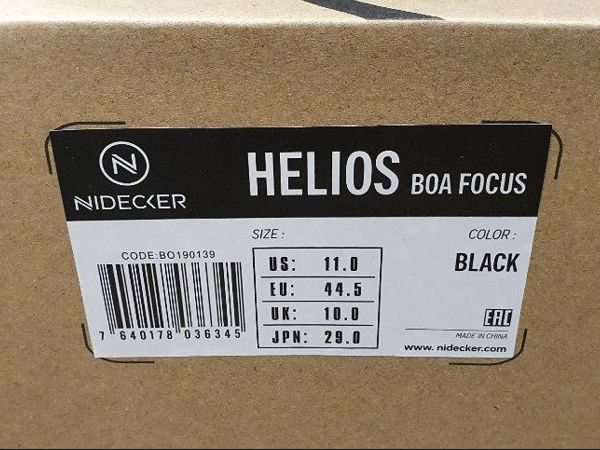 N
NIDECKER
HELIOS BOA FOCUS
SIZE:
COLOR:
CODE:BO190139
US: 11.0
EU: 44.5
UK: 10.0
JPN: 29.0
BLACK
7 640178 036345
EAC
MADE IN CHINA
www.nidecker.com